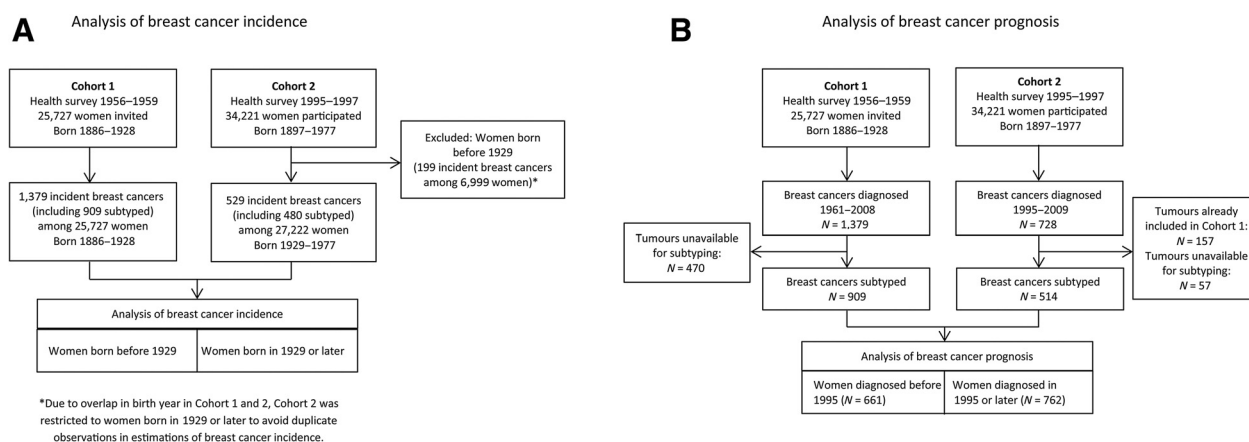 A
Analysis of breast cancer incidence
Cohort 1
Health survey 1956–1959
25,727 women invited
Born 1886–1928
Cohort 2
Health survey 1995–1997
34,221 women participated
Born 1897–1977
Excluded: Women born
before 1929
(199 incident breast cancers
among 6,999 women)*
1,379 incident breast cancers
(including 909 subtyped)
among 25,727 women
Born 1886–1928
529 incident breast cancers
(including 480 subtyped)
among 27,222 women
Born 1929–1977
Analysis of breast cancer incidence
Women born before 1929
Women born in 1929 or later
*Due to overlap in birth year in Cohort 1 and 2, Cohort 2 was
restricted to women born in 1929 or later to avoid duplicate
observations in estimations of breast cancer incidence.
B
Analysis of breast cancer prognosis
Cohort 1
Health survey 1956–1959
25,727 women invited
Born 1886–1928
Cohort 2
Health survey 1995–1997
34,221 women participated
Born 1897–1977
Breast cancers diagnosed
1961–2008
N = 1,379
Breast cancers diagnosed
1995–2009
N = 728
Tumours unavailable
for subtyping:
N = 470
Tumours already
included in Cohort 1:
N = 157
Tumours unavailable
for subtyping:
N = 57
Breast cancers subtyped
N = 909
Breast cancers subtyped
N = 514
Analysis of breast cancer prognosis
Women diagnosed before
1995 (N = 661)
Women diagnosed in
1995 or later (N = 762)